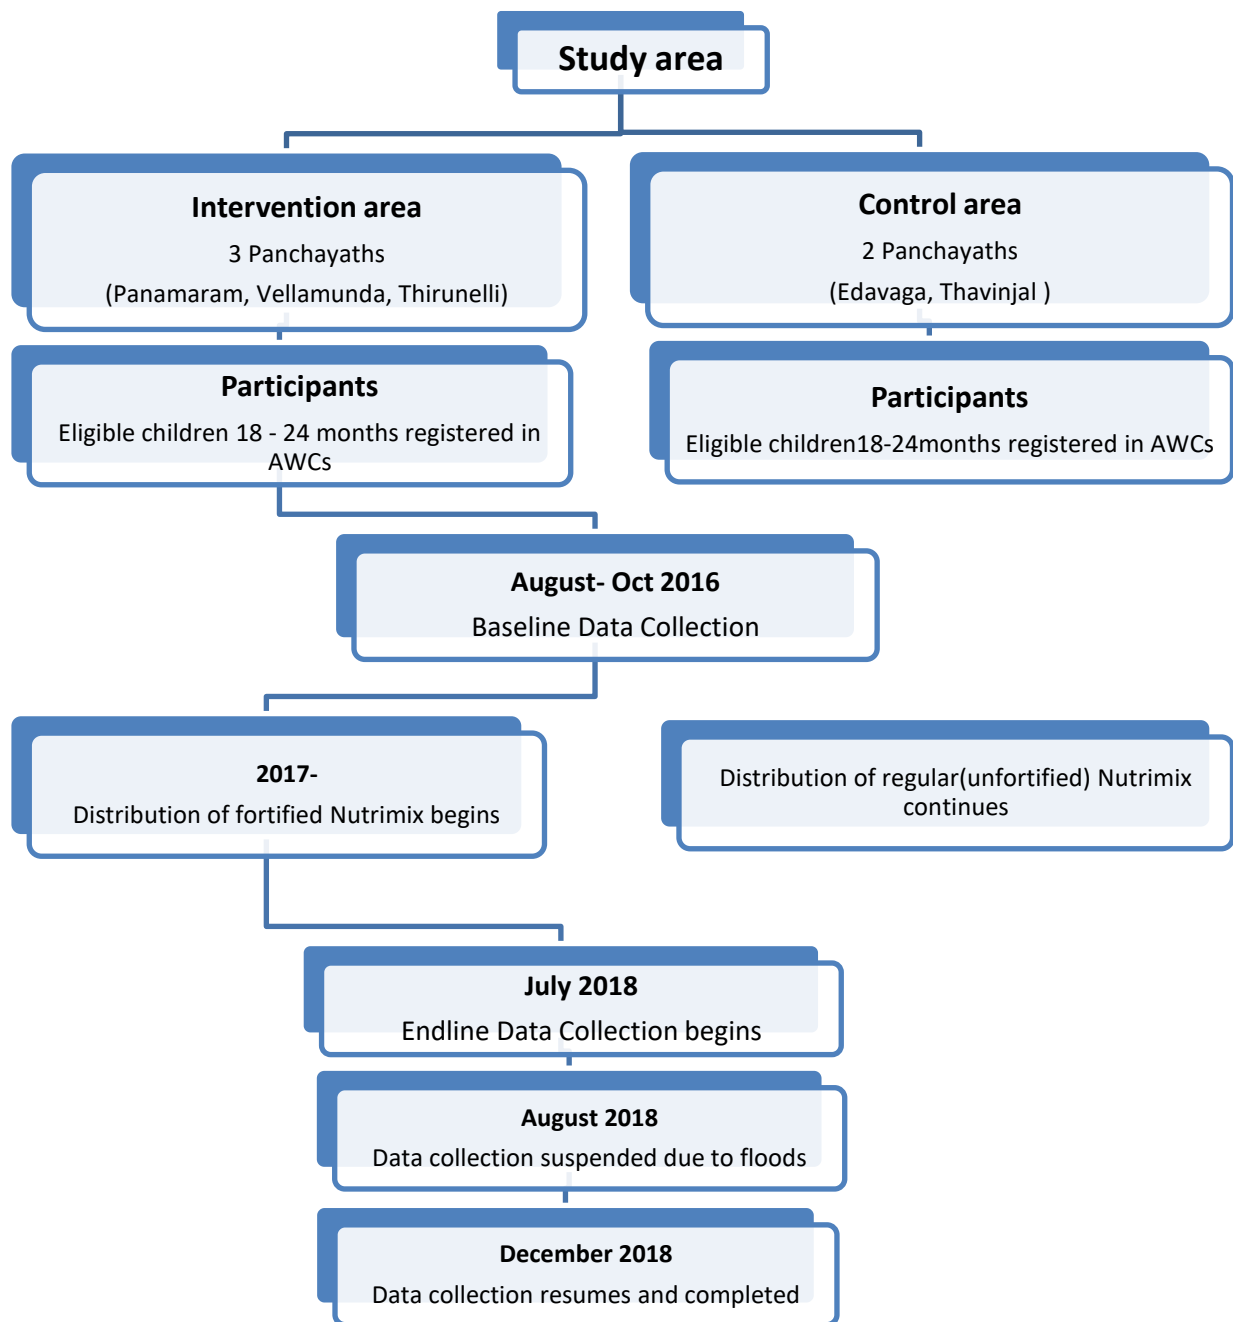 Study area
Intervention area
3 Panchayaths
(Panamaram, Vellamunda, Thirunelli)
Control area
2 Panchayaths
(Edavaga, Thavinjal )
Participants
Eligible children 18 - 24 months registered in
AWCs
Participants
Eligible children18-24months registered in AWCs
August- Oct 2016
Baseline Data Collection
2017-
Distribution of fortified Nutrimix begins
Distribution of regular(unfortified) Nutrimix
continues
July 2018
Endline Data Collection begins
August 2018
Data collection suspended due to floods
December 2018
Data collection resumes and completed